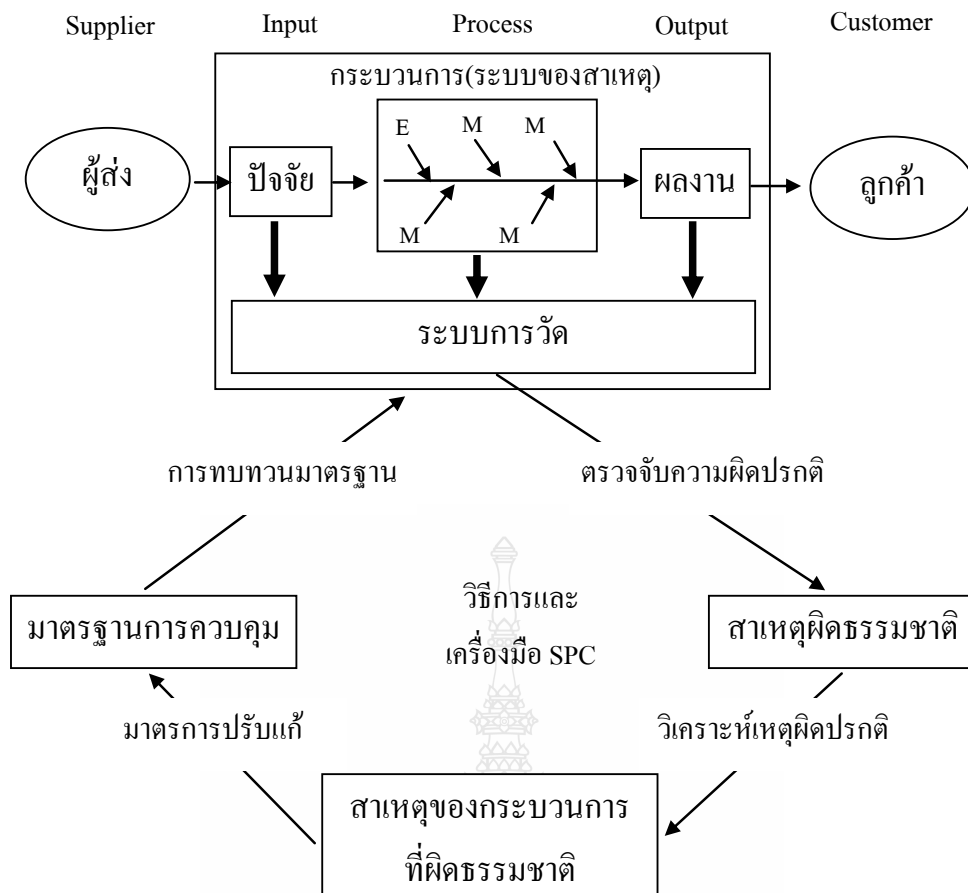 Supplier Input Process Output Customer
กระบวนการ(ระบบของสาเหตุ)
E M M
ผู้ส่ง ปัจจัย ผลงาน ลูกค้า
M M
ระบบการวัด
การทบทวนมาตรฐาน ตรวจจับความผิดปรกติ
วิธีการและ
มาตรฐานการควบคุม สาเหตุผิดธรรมชาติ
เครื่องมือ SPC
มาตรการปรับแก้ วิเคราะห์เหตุผิดปรกติ
สาเหตุของกระบวนการ
ที่ผิดธรรมชาติ